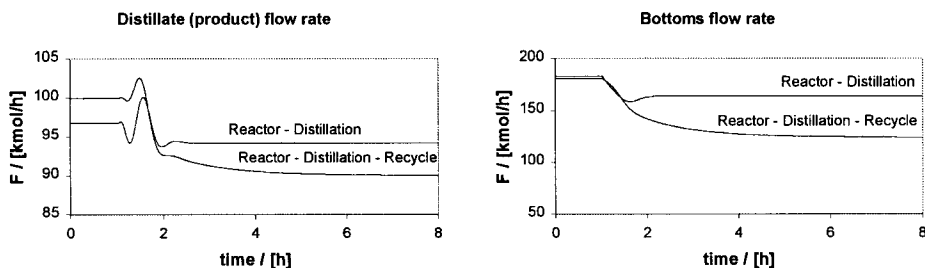 Distillate (product) flow rate
F / [kmol/h]
105
100
95
90
85
Reactor - Distillation
Reactor - Distillation - Recycle
0
2
4
6
8
time / [h]
Bottoms flow rate
F / [kmol/h]
200
150
100
50
Reactor - Distillation
Reactor - Distillation - Recycle
0
2
4
6
8
time / [h]